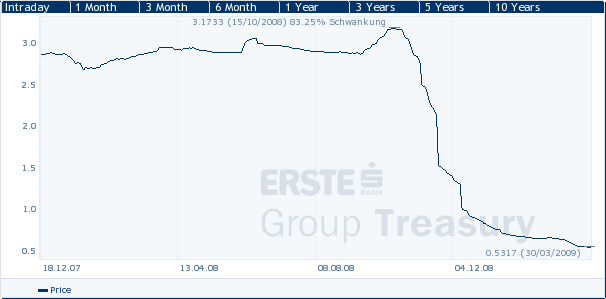 Intraday 1 Month 3 Month 6 Month 1 Year 3 Years 5 Years 10 Years
3.1733 (15/10/2008) 83.25% Schwankung
3.0
2.5
1.5
1.0
0.5
ERSTE
BANK
Group Treasury
0.5317 (30/03/2009)
18.12.07 13.04.08 08.08.08 04.12.08
Price